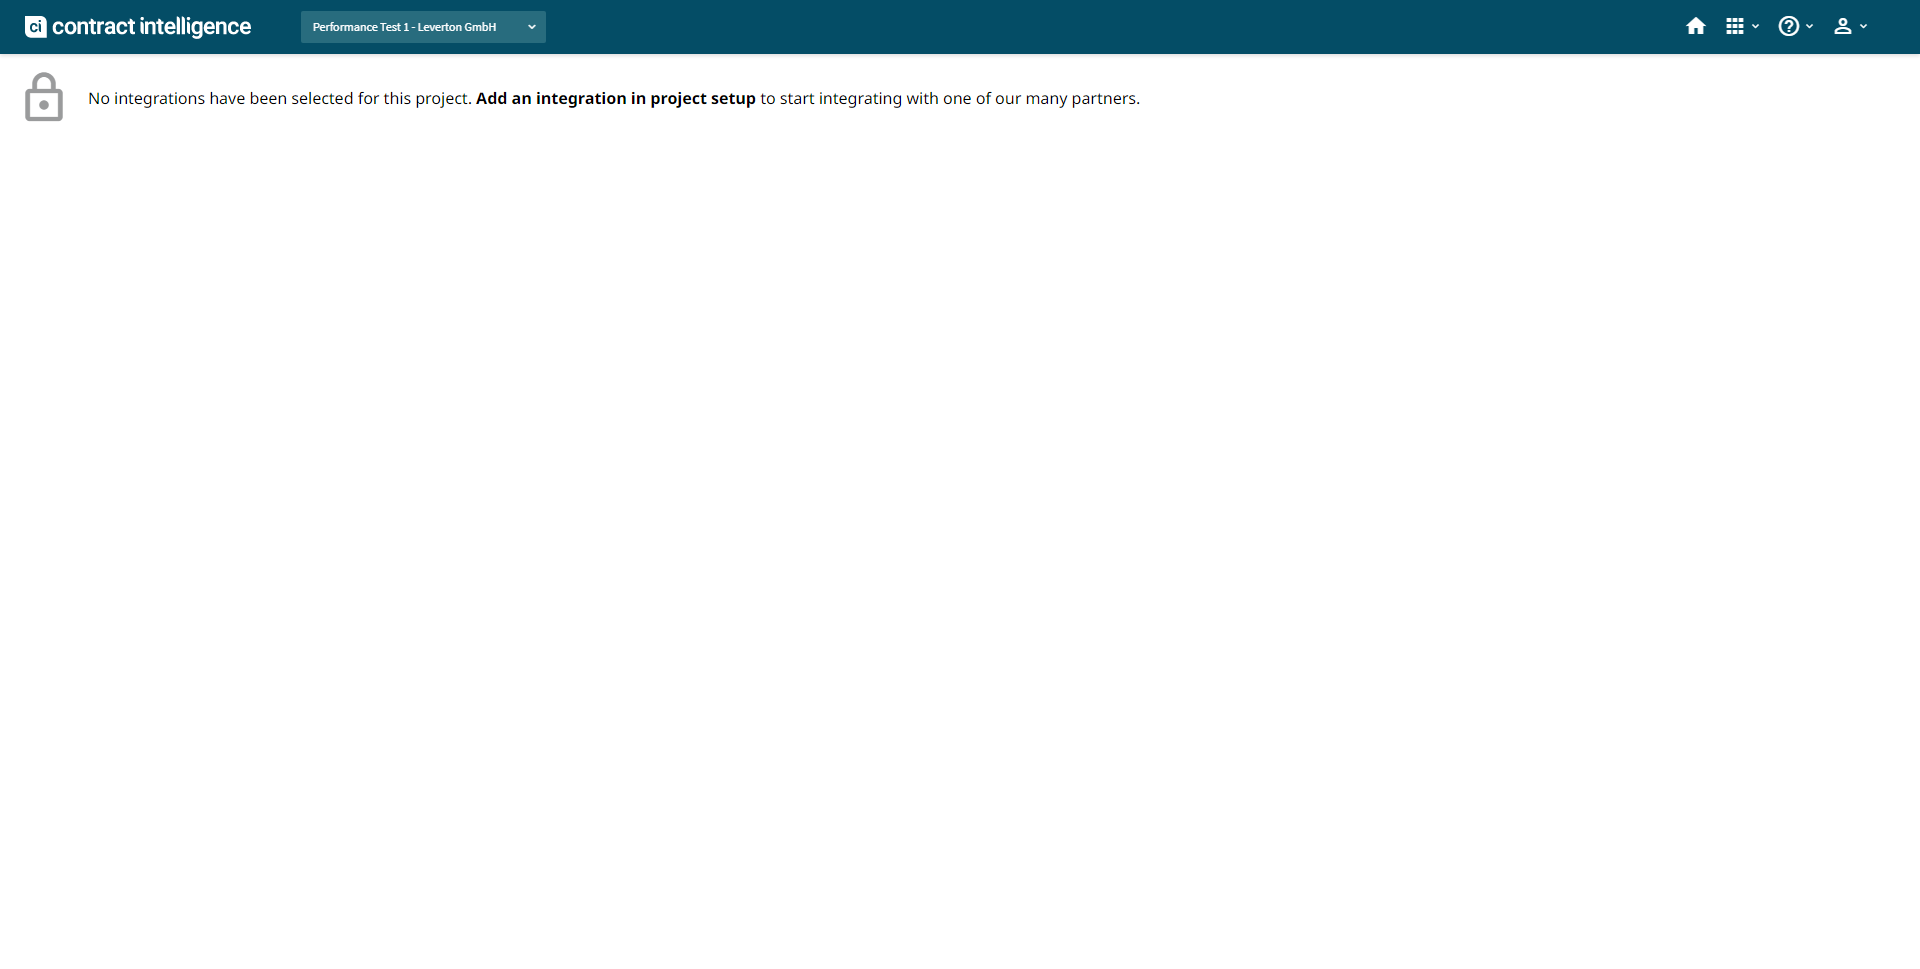 ci contract intelligence
Performance Test 1 - Leverton GmbH
No integrations have been selected for this project. Add an integration in project setup to start integrating with one of our many partners.